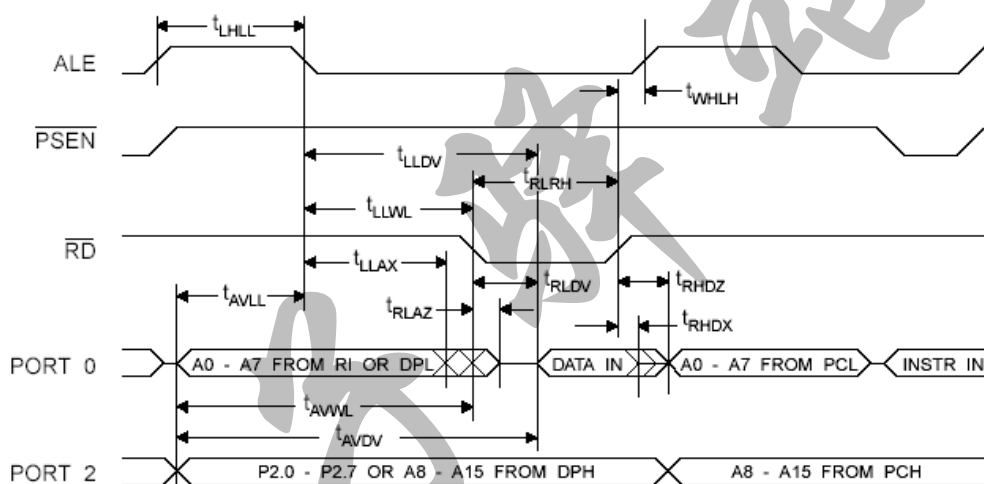 tLHLL
ALE
tWHLH
PSEN
tLLDV
tRLRH
tLLWL
RD
tLLAX
tRLDV
tRHDZ
tAVLL
tRLAZ
tRHDX
PORT 0
A0 - A7 FROM RI OR DPL
DATA IN
A0 - A7 FROM PCL
INSTR IN
tAVWL
tAVDV
PORT 2
P2.0 - P2.7 OR A8 - A15 FROM DPH
A8 - A15 FROM PCH